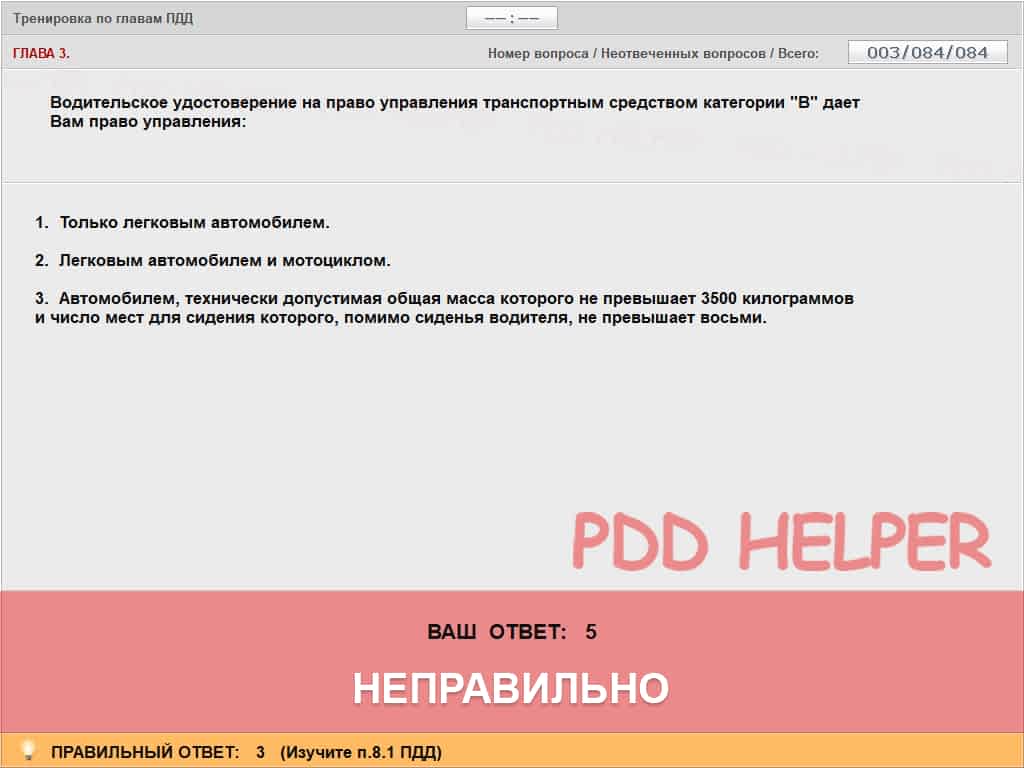 Тренировка по главам ПДД
–– : ––
ГЛАВА 3.
Номер вопроса / Неотвеченных вопросов / Всего:
003/084/084
Водительское удостоверение на право управления транспортным средством категории "В" дает
Вам право управления:
1. Только легковым автомобилем.
2. Легковым автомобилем и мотоциклом.
3. Автомобилем, технически допустимая общая масса которого не превышает 3500 килограммов
и число мест для сидения которого, помимо сиденья водителя, не превышает восьми.
PDD HELPER
ВАШ ОТВЕТ: 5
НЕПРАВИЛЬНО
ПРАВИЛЬНЫЙ ОТВЕТ: 3 (Изучите п.8.1 ПДД)